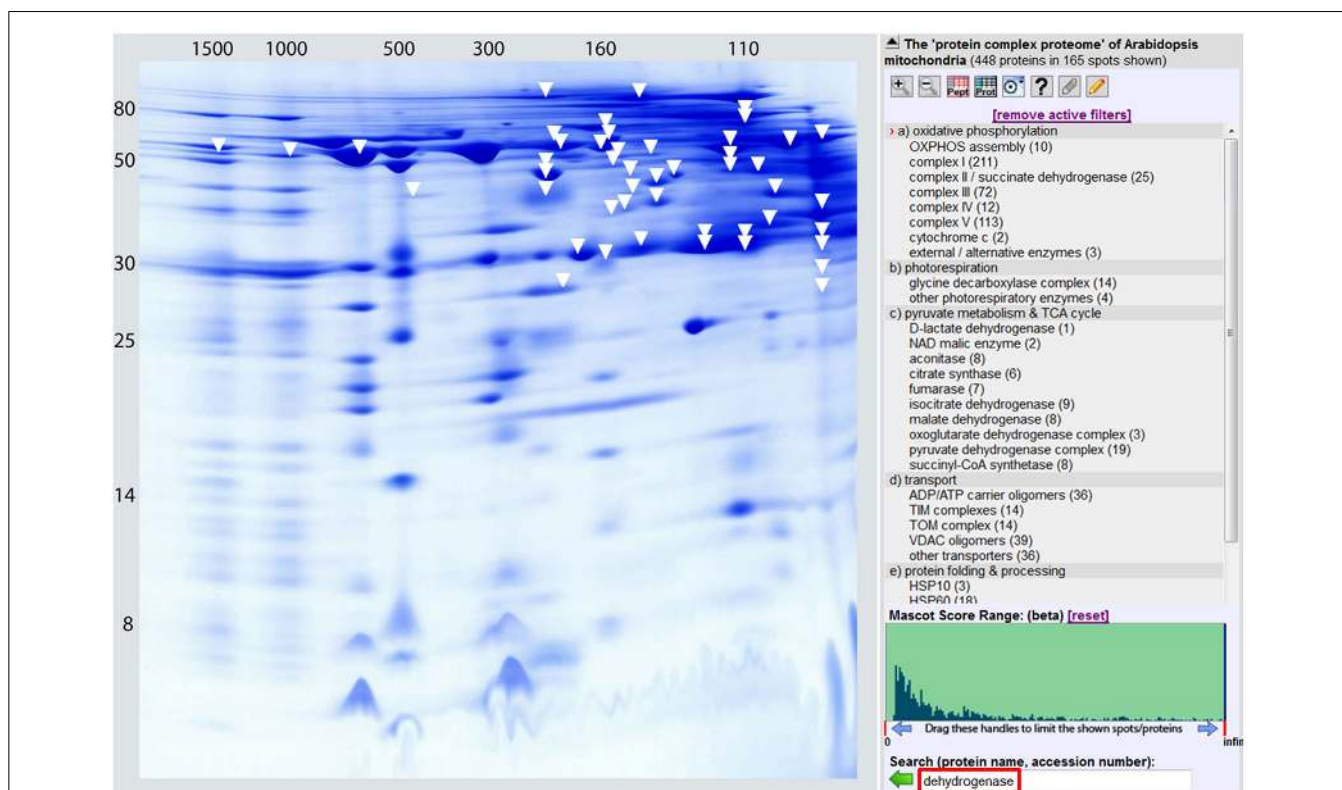 1500 1000 500 300 160 110
80
50
30
25
14
8
The 'protein complex proteome' of Arabidopsis
mitochondria (448 proteins in 165 spots shown)
Pept Prot ?
[remove active filters]
› a) oxidative phosphorylation
OXPHOS assembly (10)
complex I (211)
complex II / succinate dehydrogenase (25)
complex III (72)
complex IV (12)
complex V (113)
cytochrome c (2)
external / alternative enzymes (3)
b) photorespiration
glycine decarboxylase complex (14)
other photorespiratory enzymes (4)
c) pyruvate metabolism & TCA cycle
D-lactate dehydrogenase (1)
NAD malic enzyme (2)
aconitase (8)
citrate synthase (6)
fumarase (7)
isocitrate dehydrogenase (9)
malate dehydrogenase (8)
oxoglutarate dehydrogenase complex (3)
pyruvate dehydrogenase complex (19)
succinyl-CoA synthetase (8)
d) transport
ADP/ATP carrier oligomers (36)
TIM complexes (14)
TOM complex (14)
VDAC oligomers (39)
other transporters (36)
e) protein folding & processing
HSP10 (3)
HSP60 (18)
Mascot Score Range: (beta) [reset]
Drag these handles to limit the shown spots/proteins
0 infin
Search (protein name, accession number):
dehydrogenase